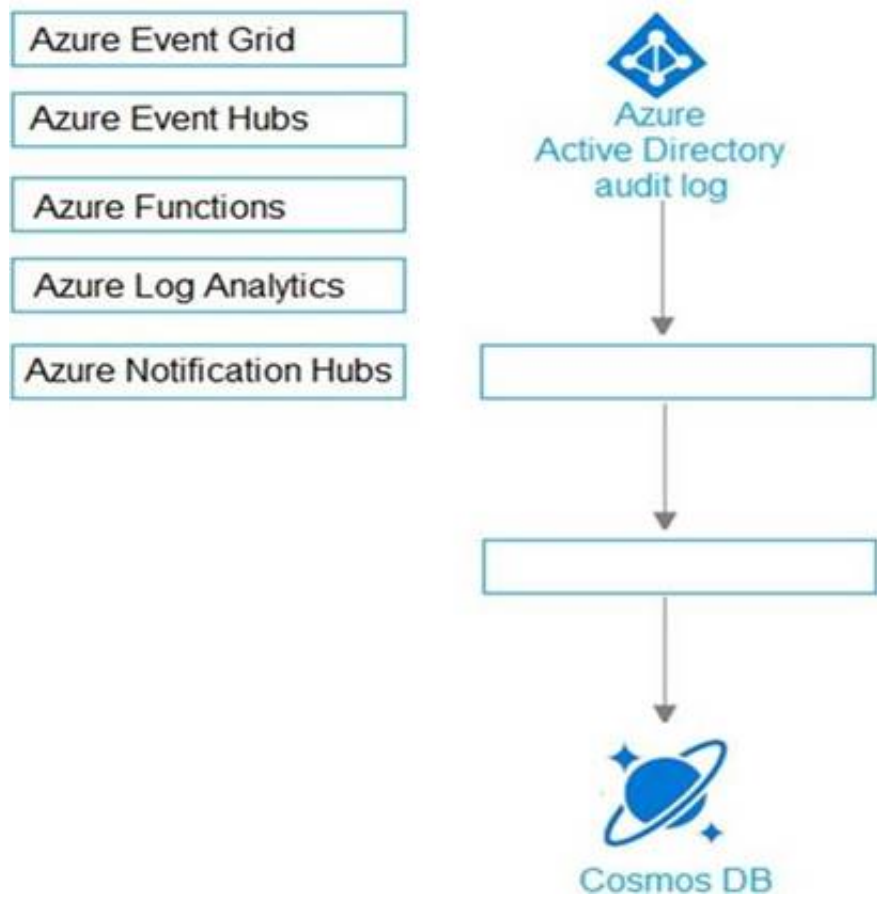 Azure Event Grid
Azure Event Hubs
Azure Functions
Azure Log Analytics
Azure Notification Hubs
Azure
Active Directory
audit log
Cosmos DB